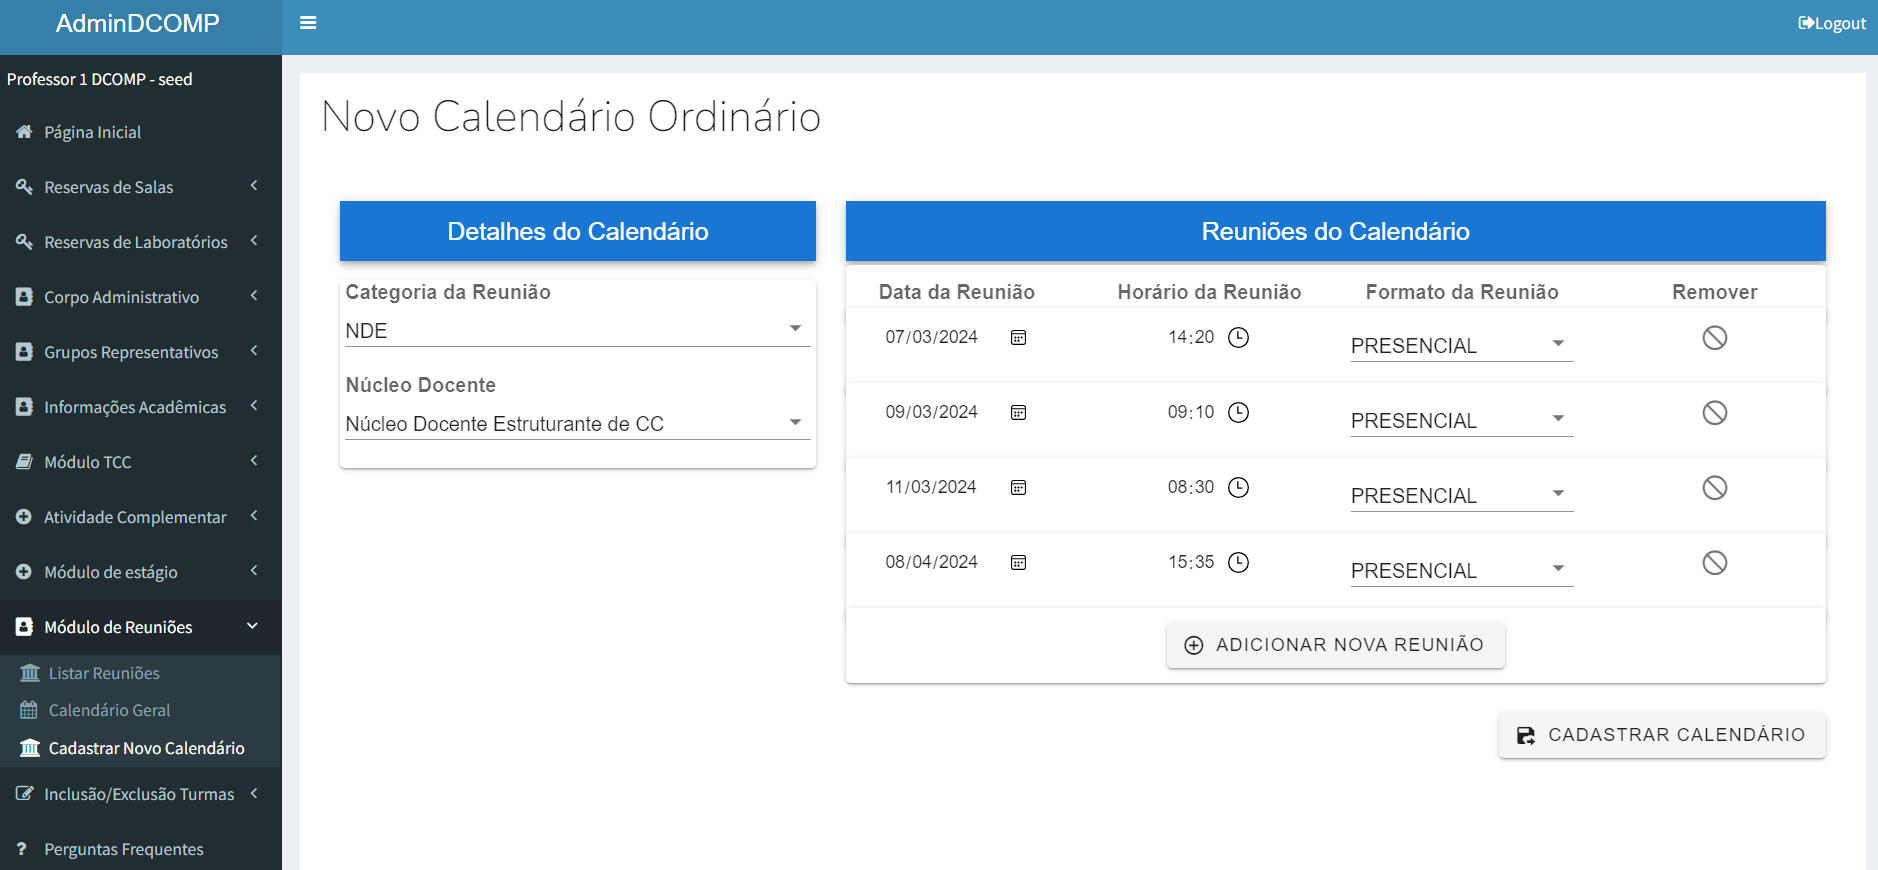 AdminDCOMP
Logout
Professor 1 DCOMP - seed
Página Inicial
Reservas de Salas
Reservas de Laboratórios
Corpo Administrativo
Grupos Representativos
Informações Acadêmicas
Módulo TCC
Atividade Complementar
Módulo de estágio
Módulo de Reuniões
Listar Reuniões
Calendário Geral
Cadastrar Novo Calendário
Inclusão/Exclusão Turmas
? Perguntas Frequentes
Novo Calendário Ordinário
Detalhes do Calendário
Categoria da Reunião
NDE
Núcleo Docente
Núcleo Docente Estruturante de CC
Reuniões do Calendário
Data da Reunião Horário da Reunião Formato da Reunião Remover
07/03/2024 14:20 PRESENCIAL
09/03/2024 09:10 PRESENCIAL
11/03/2024 08:30 PRESENCIAL
08/04/2024 15:35 PRESENCIAL
ADICIONAR NOVA REUNIÃO
CADASTRAR CALENDÁRIO